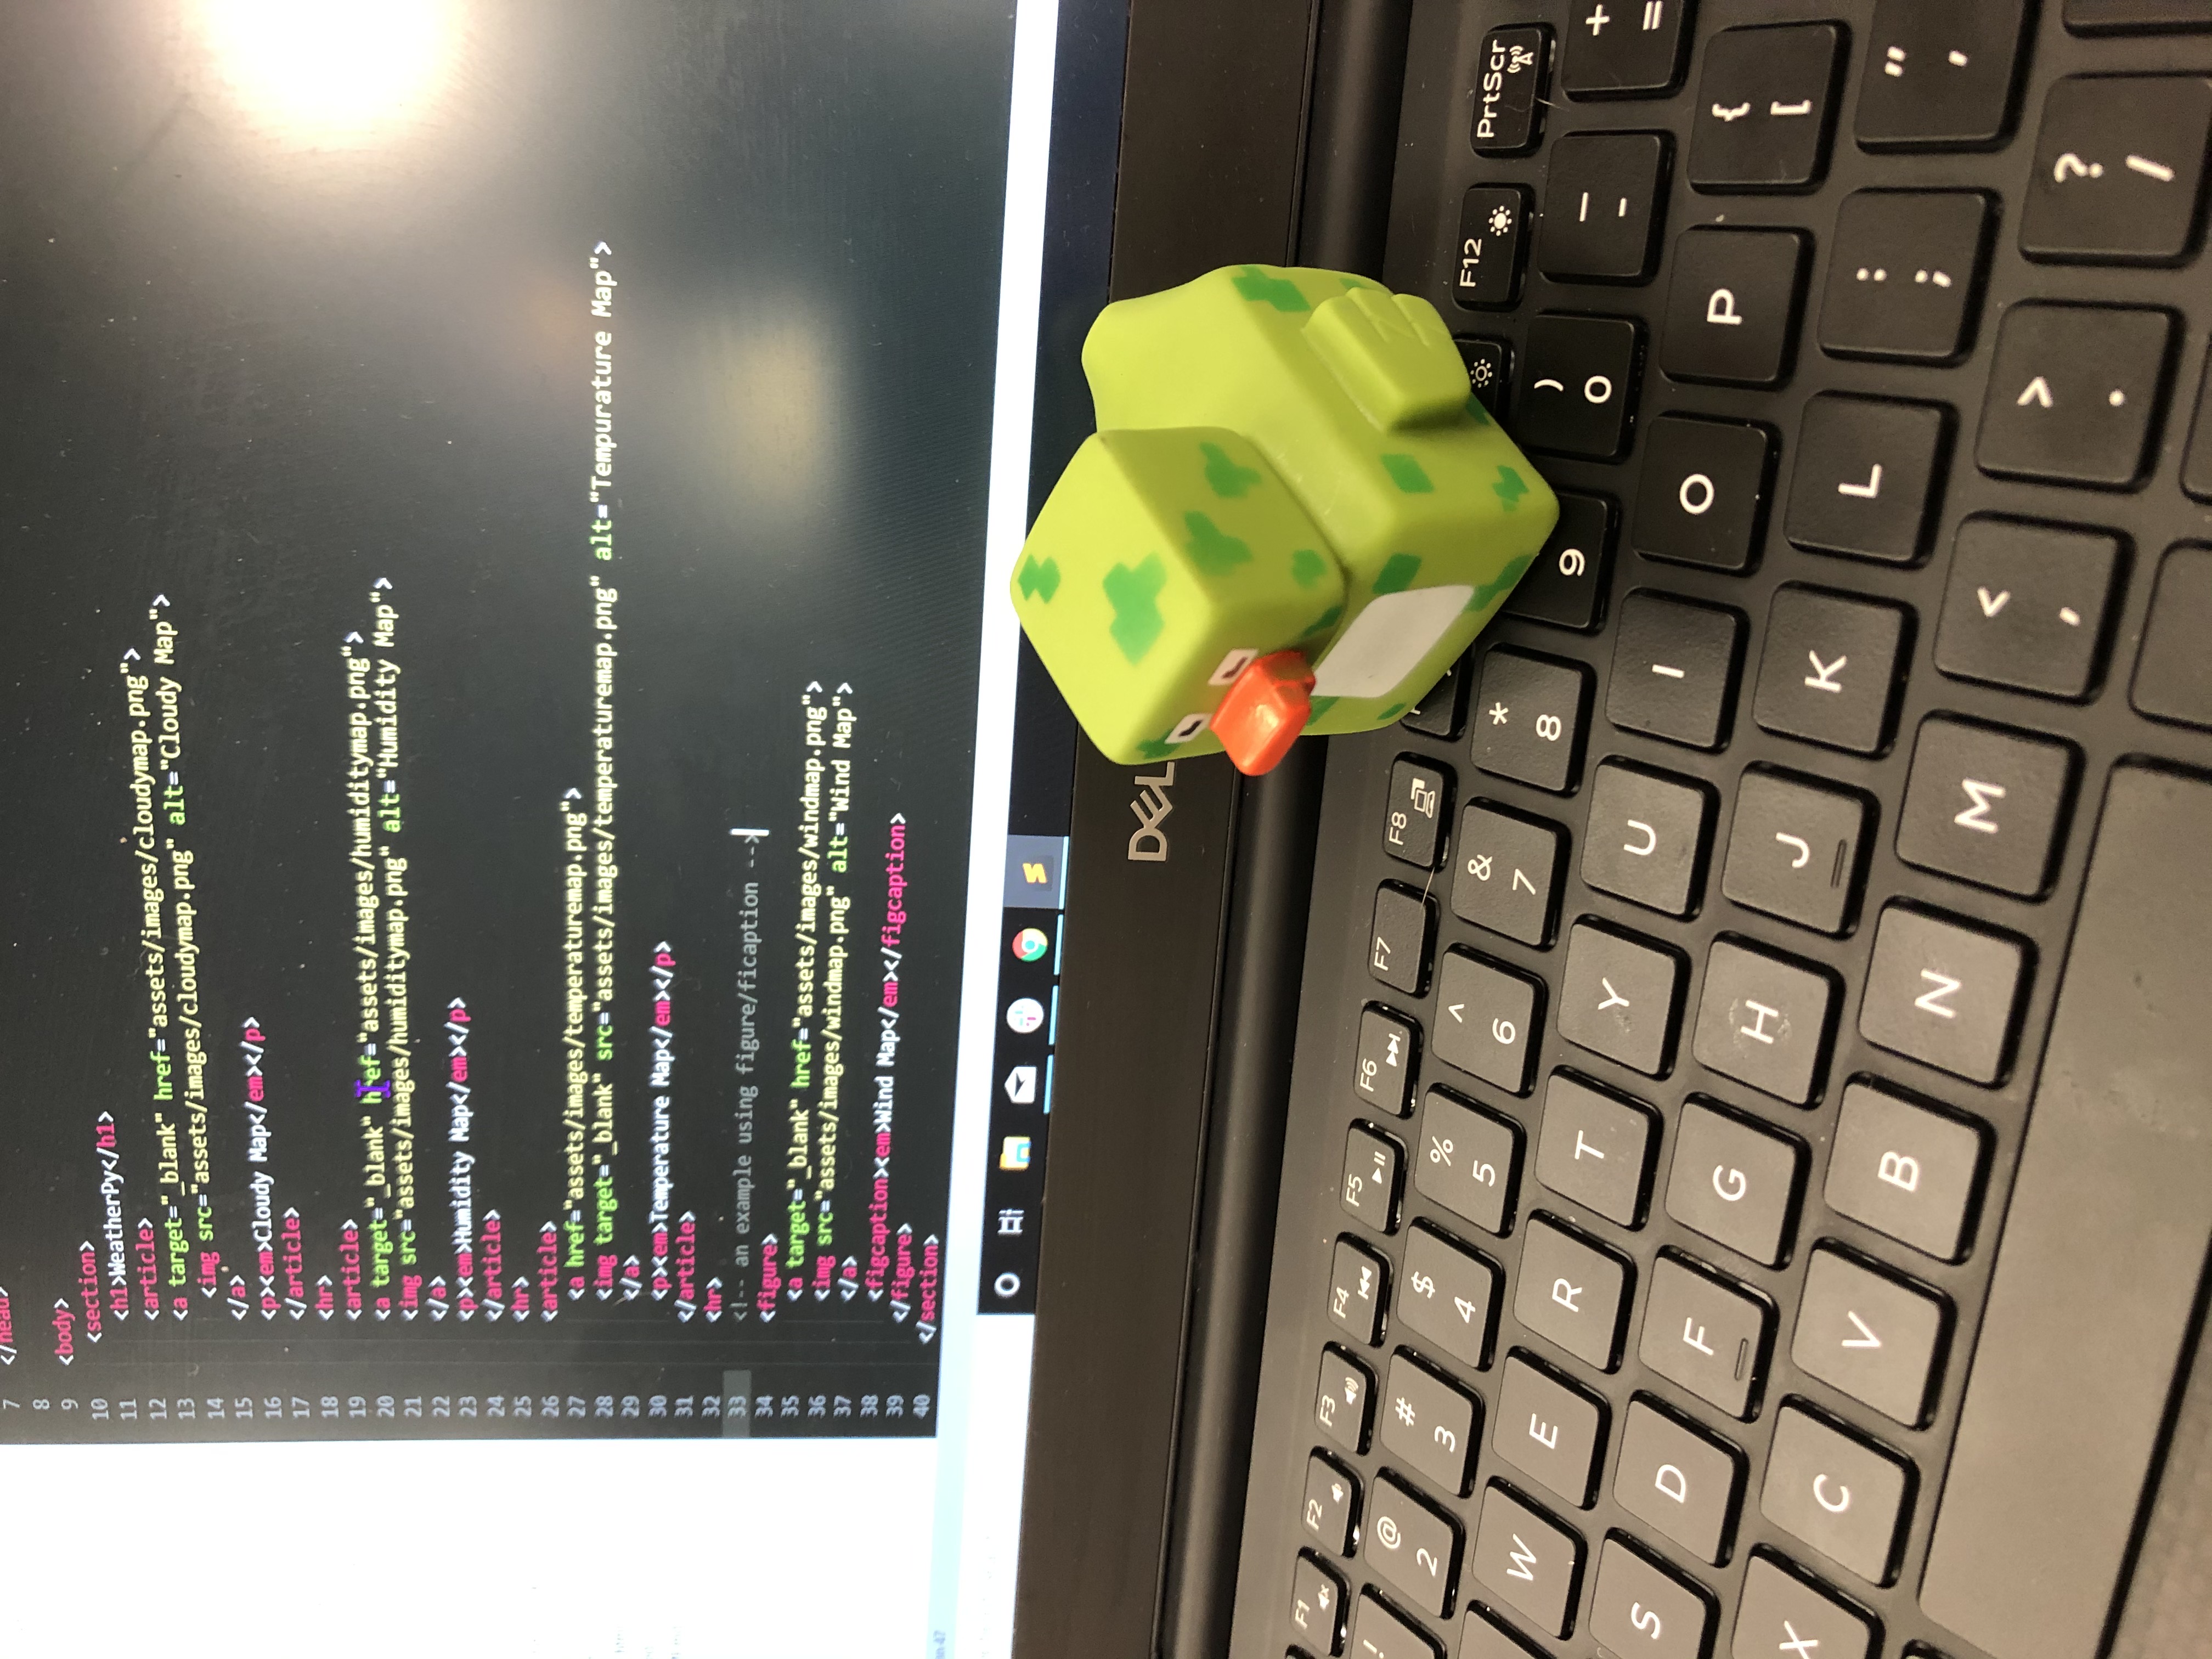 7 </head>
8
9 <body>
10 <section>
11 <h1>WeatherPy</h1>
12 <article>
13 <a target="_blank" href="assets/images/cloudymap.png">
14 <img src="assets/images/cloudymap.png" alt="Cloudy Map">
15 </a>
16 <p><em>Cloudy Map</em></p>
17 </article>
18 <hr>
19 <article>
20 <a target="_blank" href="assets/images/humiditymap.png">
21 <img src="assets/images/humiditymap.png" alt="Humidity Map">
22 </a>
23 <p><em>Humidity Map</em></p>
24 </article>
25 <hr>
26 <article>
27 <a href="assets/images/temperaturemap.png">
28 <img target="_blank" src="assets/images/temperaturemap.png" alt="Tempurature Map">
29 </a>
30 <p><em>Temperature Map</em></p>
31 </article>
32 <hr>
33 <!-- an example using figure/ficaption -->
34 <figure>
35 <a target="_blank" href="assets/images/windmap.png">
36 <img src="assets/images/windmap.png" alt="Wind Map">
37 </a>
38 <figcaption><em>Wind Map</em></figcaption>
39 </figure>
40 </section>
47
DELL
F1 F2 F3 F4 F5 F6 F7 F8 F12 PrtScr
! @ 2 # 3 $ 4 % 5 ^ 6 & 7 * 8 9 ) 0 _ - + =
W E R T Y U I O P { [
S D F G H J K L : ; " '
X C V B N M < , > . ? /